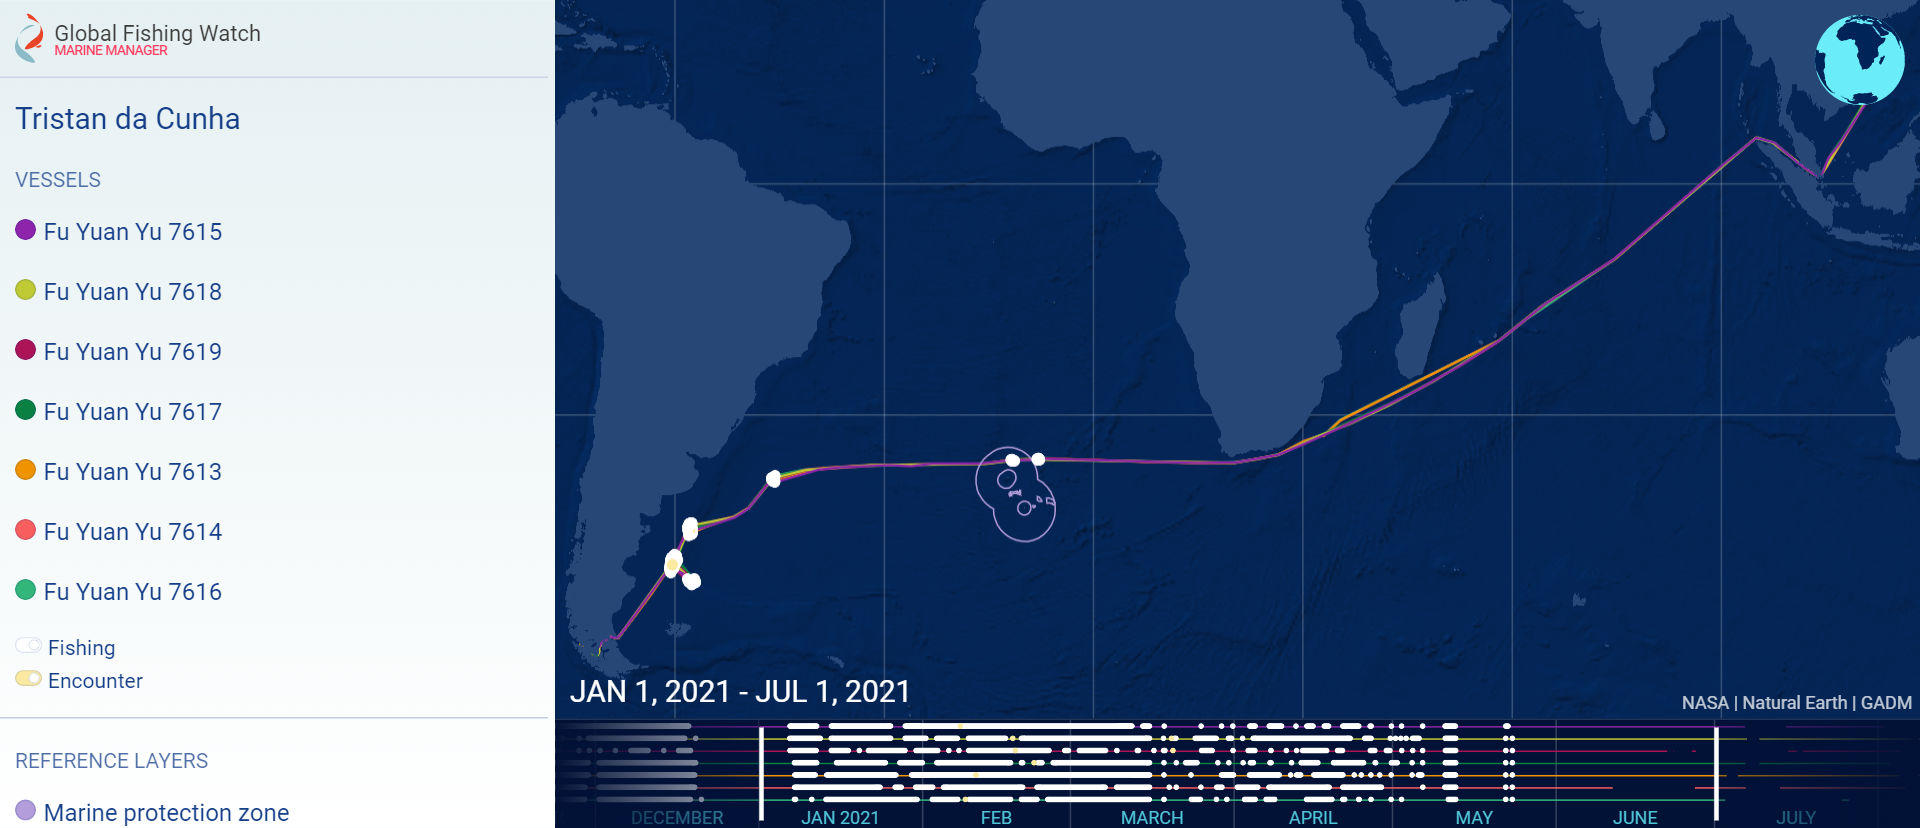 Global Fishing Watch
MARINE MANAGER
Tristan da Cunha
VESSELS
Fu Yuan Yu 7615
Fu Yuan Yu 7618
Fu Yuan Yu 7619
Fu Yuan Yu 7617
Fu Yuan Yu 7613
Fu Yuan Yu 7614
Fu Yuan Yu 7616
Fishing
Encounter
REFERENCE LAYERS
Marine protection zone
JAN 1, 2021 - JUL 1, 2021
NASA | Natural Earth | GADM
DECEMBER JAN 2021 FEB MARCH APRIL MAY JUNE JULY